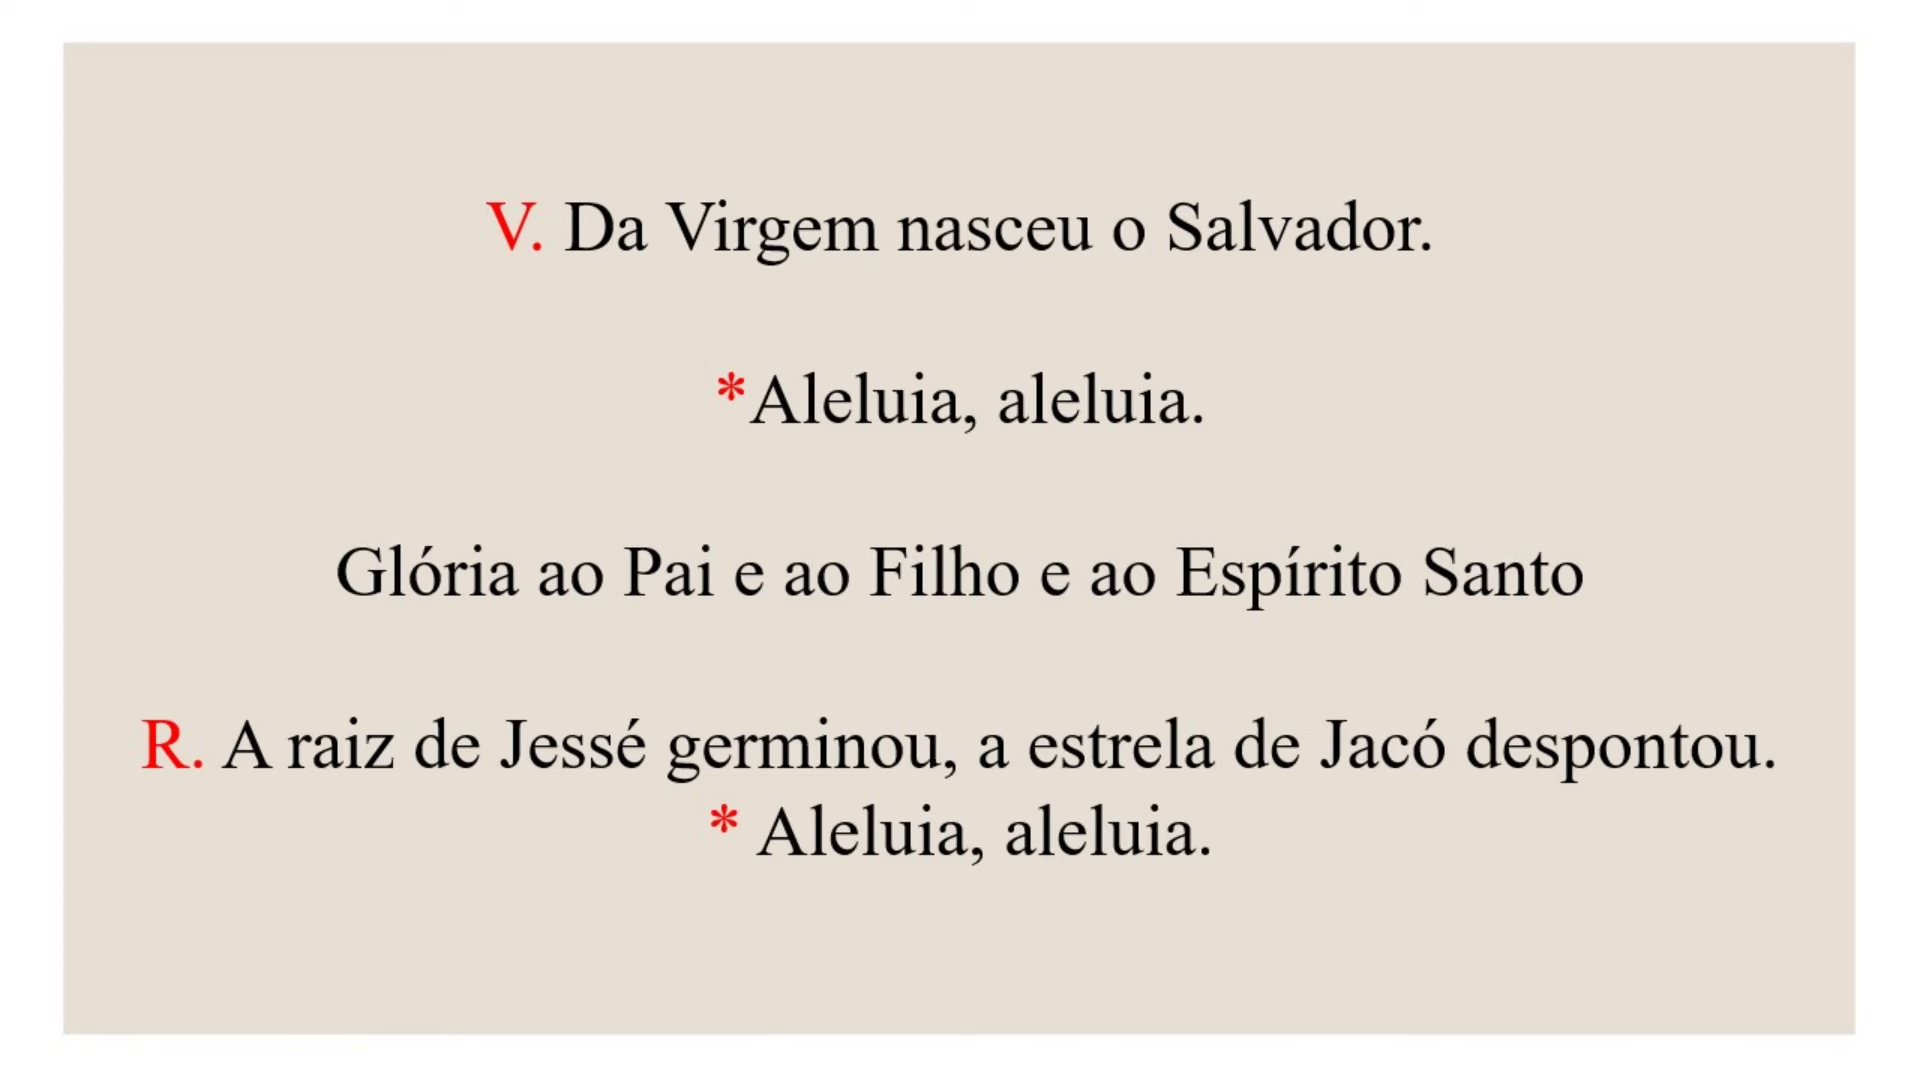 V. Da Virgem nasceu o Salvador.
*Aleluia, aleluia.
Glória ao Pai e ao Filho e ao Espírito Santo
R. A raiz de Jessé germinou, a estrela de Jacó despontou.
* Aleluia, aleluia.